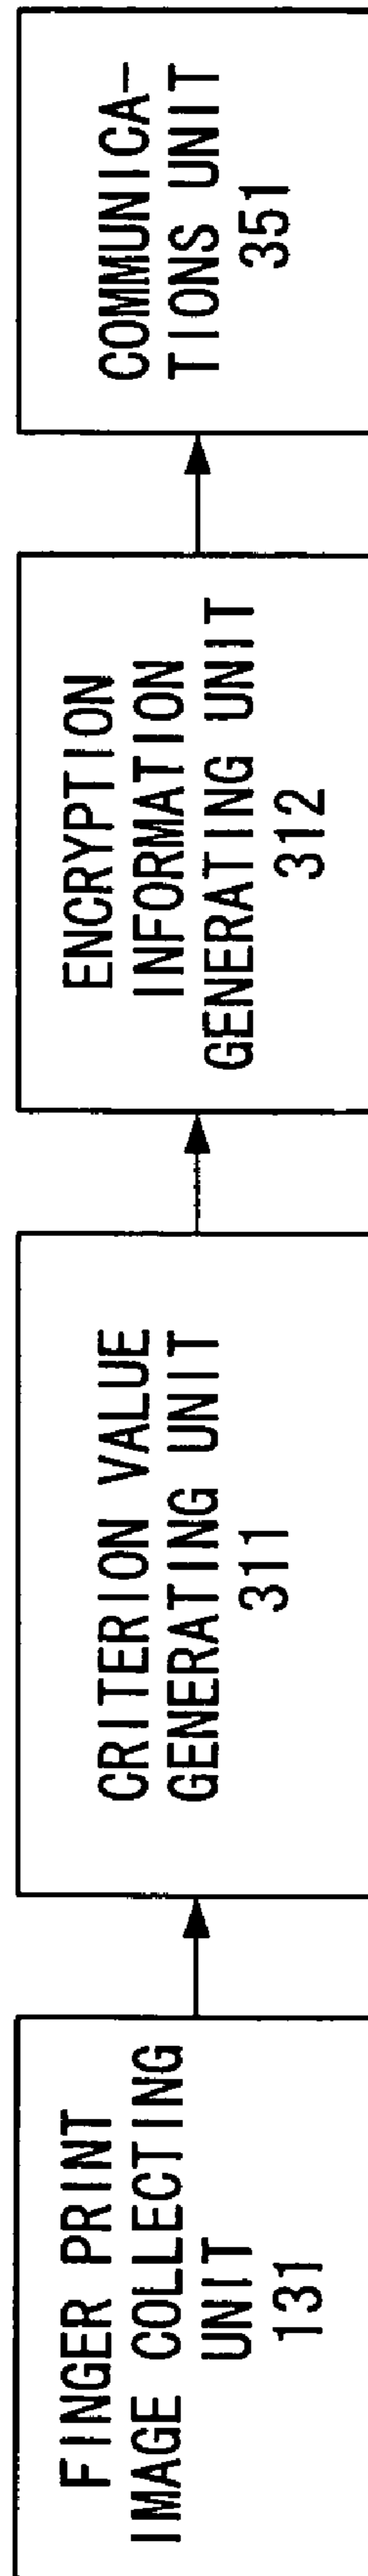 FINGER PRINT
IMAGE COLLECTING
UNIT
131
CRITERION VALUE
GENERATING UNIT
311
ENCRYPTION
INFORMATION
GENERATING UNIT
312
COMMUNICA-
TIONS UNIT
351